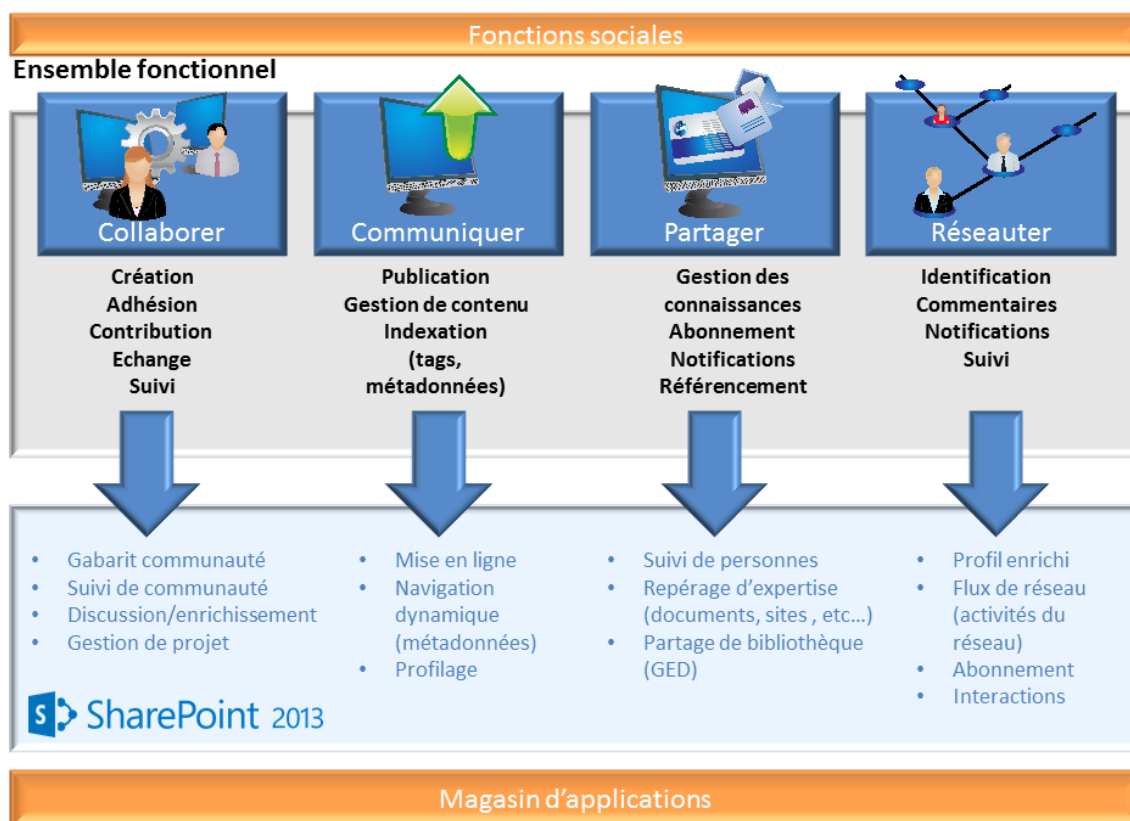 Fonctions sociales
Ensemble fonctionnel
Collaborer
Création
Adhésion
Contribution
Echange
Suivi
Communiquer
Publication
Gestion de contenu
Indexation
(tags,
métadonnées)
Partager
Gestion des
connaissances
Abonnement
Notifications
Référencement
Réseauter
Identification
Commentaires
Notifications
Suivi
• Gabarit communauté
• Suivi de communauté
• Discussion/enrichissement
• Gestion de projet
• Mise en ligne
• Navigation
dynamique
(métadonnées)
• Profilage
• Suivi de personnes
• Repérage d'expertise
(documents, sites , etc...)
• Partage de bibliothèque
(GED)
• Profil enrichi
• Flux de réseau
(activités du
réseau)
• Abonnement
• Interactions
S SharePoint 2013
Magasin d'applications